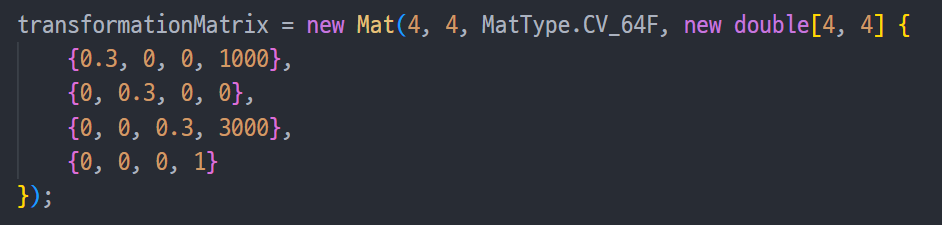 transformationMatrix = new Mat(4, 4, MatType.CV_64F, new double[4, 4] {
    {0.3, 0, 0, 1000},
    {0, 0.3, 0, 0},
    {0, 0, 0.3, 3000},
    {0, 0, 0, 1}
});